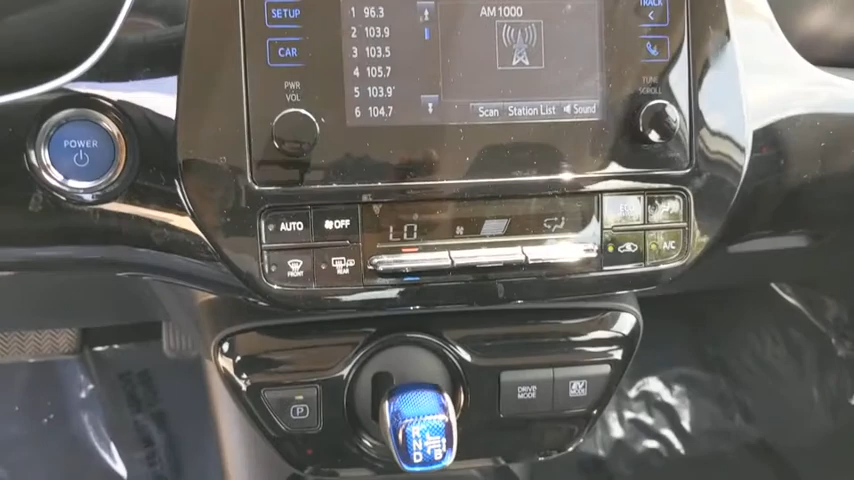 SETUP
CAR
1 96.3
2 103.9
3 103.5
4 105.7
5 103.9
6 104.7
AM1000
Scan Station List Sound
TRACK
TUNE
SCROLL
PWR
VOL
POWER
AUTO OFF
LO
ECO
FRONT REAR
A/C
P
DRIVE
MODE
EV
MODE
R
N
D B